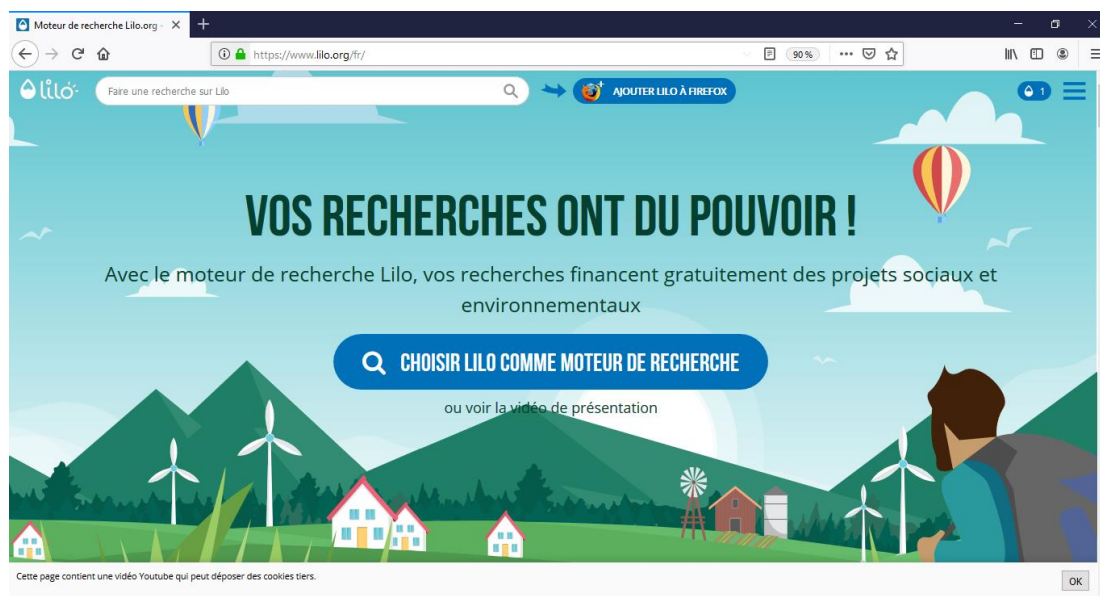 Moteur de recherche Lilo.org -
https://www.lilo.org/fr/
90 %
lilo
Faire une recherche sur Lilo
AJOUTER LILO À FIREFOX
1
VOS RECHERCHES ONT DU POUVOIR !
Avec le moteur de recherche Lilo, vos recherches financent gratuitement des projets sociaux et
environnementaux
CHOISIR LILO COMME MOTEUR DE RECHERCHE
ou voir la vidéo de présentation
Cette page contient une vidéo Youtube qui peut déposer des cookies tiers.
OK